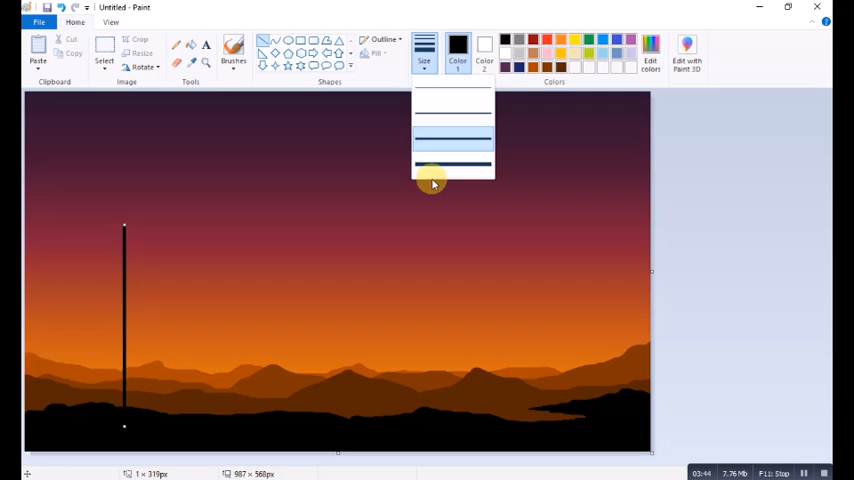 Untitled - Paint
File
Home
View
Paste
Cut
Copy
Clipboard
Select
Crop
Resize
Rotate
Image
A
Tools
Brushes
Outline
Fill
Shapes
Size
Color
1
Color
2
Edit
colors
Colors
Edit with
Paint 3D
1 × 319px
987 × 568px
03:44
7.76 Mb
F11: Stop